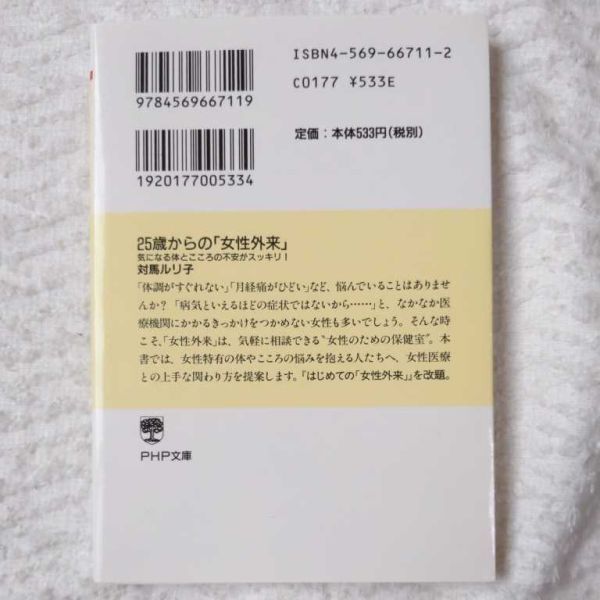 ISBN4-569-66711-2
C0177 ¥533E
9784569667119
定価：本体533円(税別)
1920177005334
25歳からの「女性外来」
気になる体とこころの不安がスッキリ！
対馬ルリ子
「体調がすぐれない」「月経痛がひどい」など、悩んでいることはありま
せんか？「病気といえるほどの症状ではないから……」と、なかなか医
療機関にかかるきっかけをつかめない女性も多いでしょう。そんな時
こそ、「女性外来」は、気軽に相談できる〝女性のための保健室〟。本
書では、女性特有の体やこころの悩みを抱える人たちへ、女性医療
との上手な関わり方を提案します。『はじめての「女性外来」』を改題。
PHP文庫